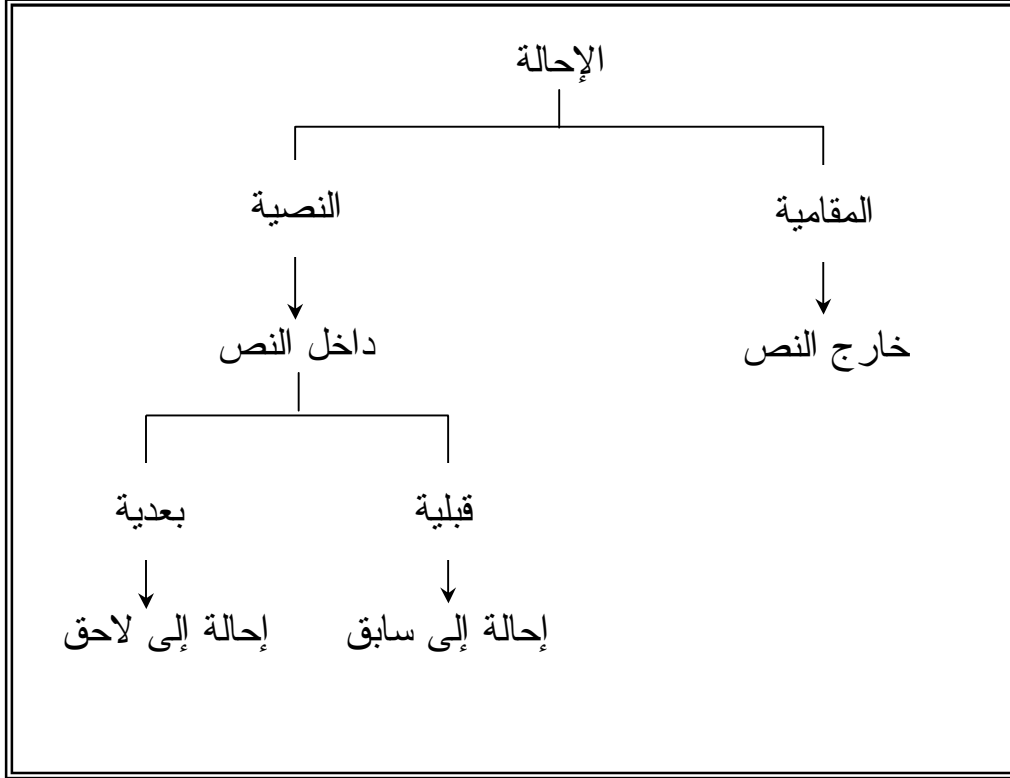 الإحالة
المقامية
النصية
خارج النص
داخل النص
قبلية
بعدية
إحالة إلى سابق
إحالة إلى لاحق